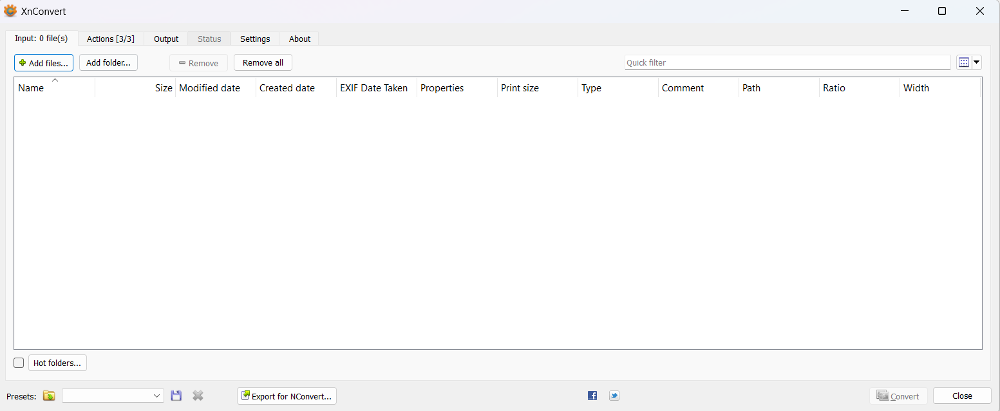 XnConvert
Input: 0 file(s) Actions [3/3] Output Status Settings About
Add files... Add folder... Remove Remove all Quick filter
Name Size Modified date Created date EXIF Date Taken Properties Print size Type Comment Path Ratio Width
Hot folders...
Presets: Export for NConvert... Convert Close